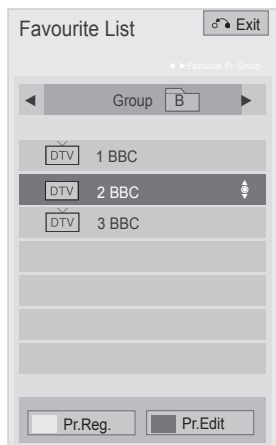 Favourite List
Exit
◄ ► Favourite Pr. Group
◄ Group B ►
DTV 1 BBC
DTV 2 BBC
DTV 3 BBC
Pr.Reg. Pr.Edit